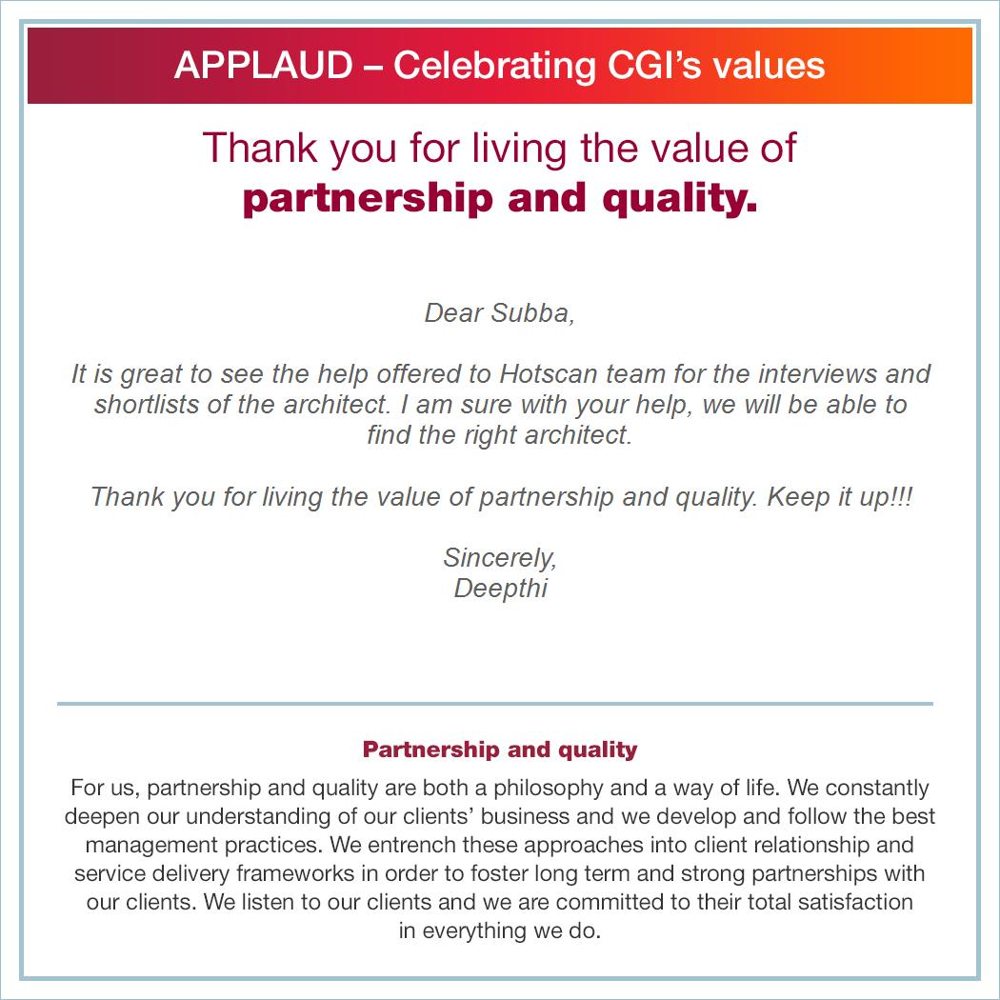 APPLAUD – Celebrating CGI’s values
Thank you for living the value of
partnership and quality.
Dear Subba,
It is great to see the help offered to Hotscan team for the interviews and
shortlists of the architect. I am sure with your help, we will be able to
find the right architect.
Thank you for living the value of partnership and quality. Keep it up!!!
Sincerely,
Deepthi
Partnership and quality
For us, partnership and quality are both a philosophy and a way of life. We constantly
deepen our understanding of our clients’ business and we develop and follow the best
management practices. We entrench these approaches into client relationship and
service delivery frameworks in order to foster long term and strong partnerships with
our clients. We listen to our clients and we are committed to their total satisfaction
in everything we do.